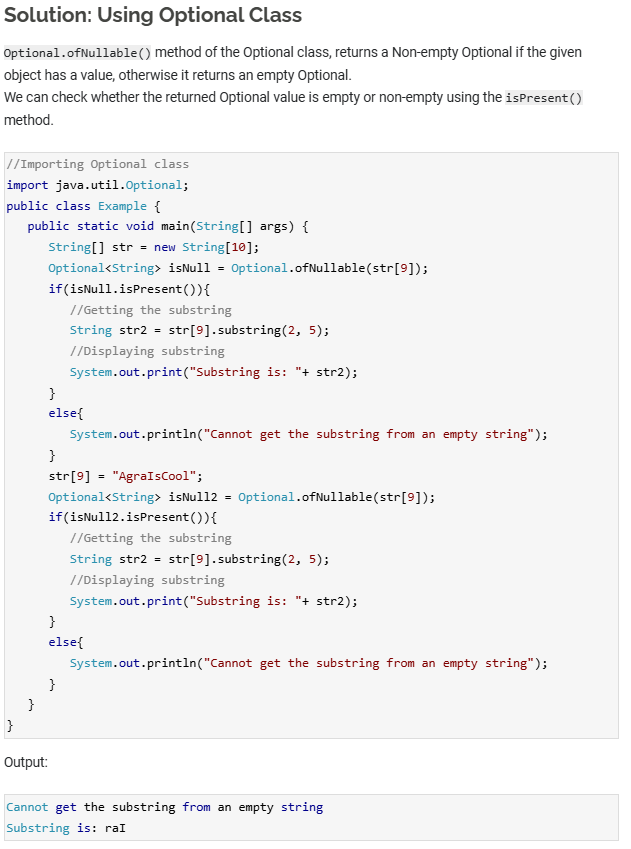 Solution: Using Optional Class
Optional.ofNullable() method of the Optional class, returns a Non-empty Optional if the given
object has a value, otherwise it returns an empty Optional.
We can check whether the returned Optional value is empty or non-empty using the isPresent()
method.
//Importing Optional class
import java.util.Optional;
public class Example {
   public static void main(String[] args) {
      String[] str = new String[10];
      Optional<String> isNull = Optional.ofNullable(str[9]);
      if(isNull.isPresent()){
         //Getting the substring
         String str2 = str[9].substring(2, 5);
         //Displaying substring
         System.out.print("Substring is: "+ str2);
      }
      else{
         System.out.println("Cannot get the substring from an empty string");
      }
      str[9] = "AgraIsCool";
      Optional<String> isNull2 = Optional.ofNullable(str[9]);
      if(isNull2.isPresent()){
         //Getting the substring
         String str2 = str[9].substring(2, 5);
         //Displaying substring
         System.out.print("Substring is: "+ str2);
      }
      else{
         System.out.println("Cannot get the substring from an empty string");
      }
   }
}
Output:
Cannot get the substring from an empty string
Substring is: raI